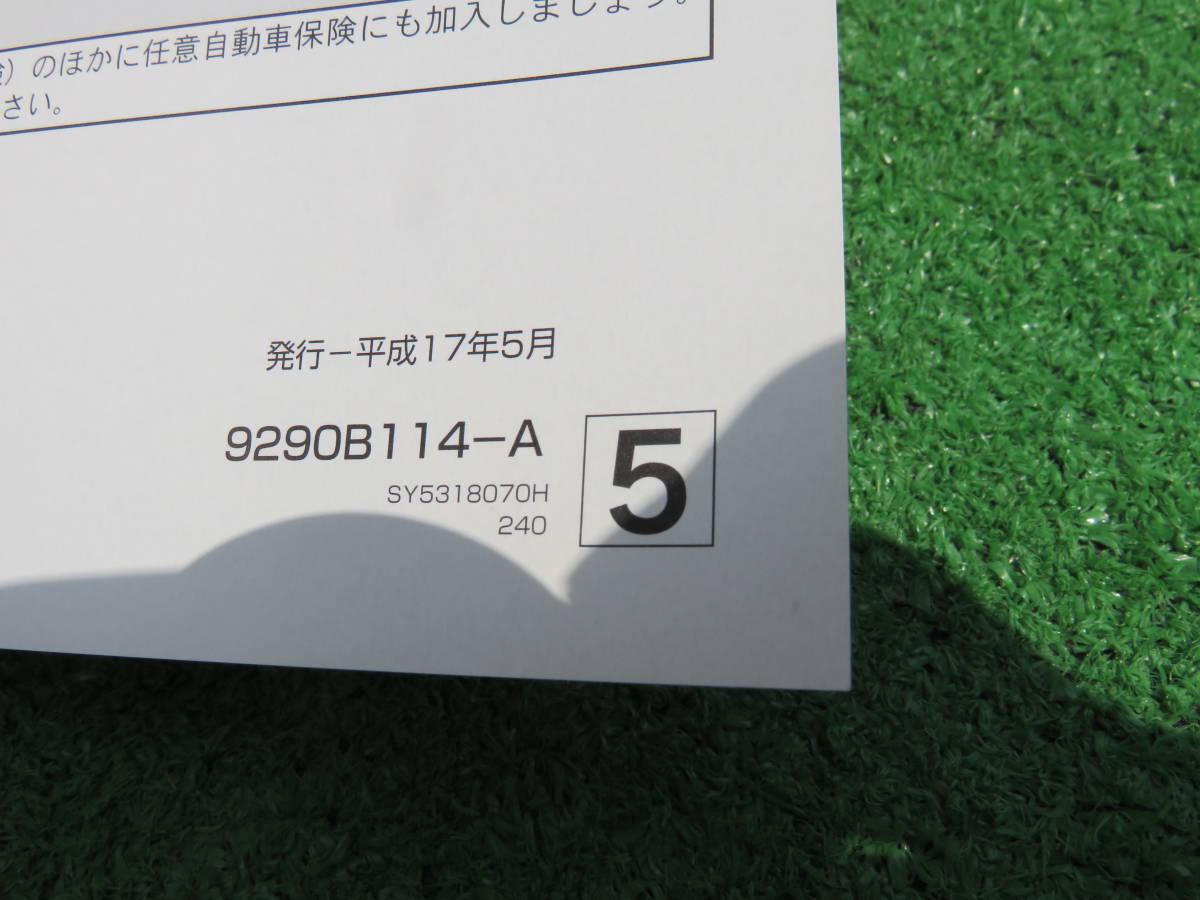 険）のほかに任意自動車保険にも加入しましょう。
さい。
発行－平成17年5月
9290B114－A
SY5318070H
240
5